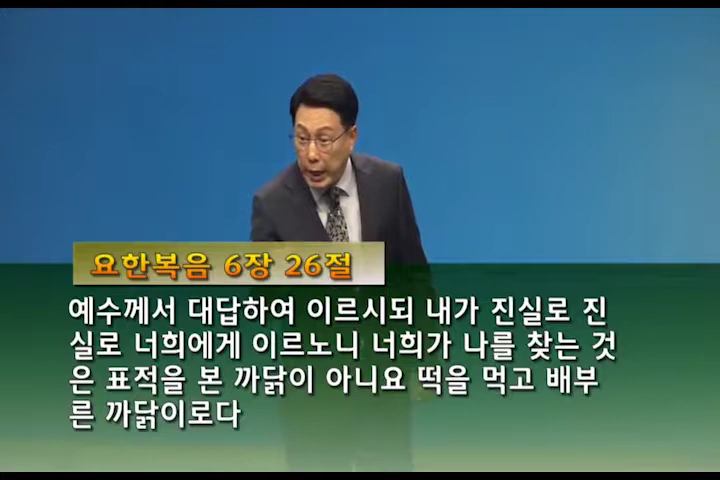 요한복음 6장 26절
예수께서 대답하여 이르시되 내가 진실로 진
실로 너희에게 이르노니 너희가 나를 찾는 것
은 표적을 본 까닭이 아니요 떡을 먹고 배부
른 까닭이로다